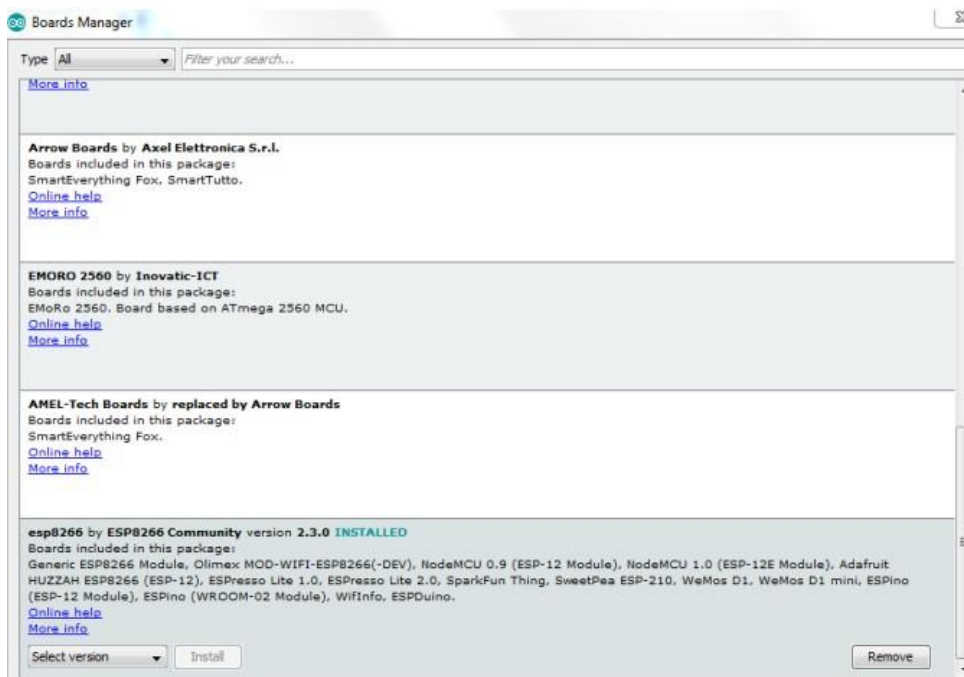 Boards Manager
Type All Filter your search...
More info
Arrow Boards by Axel Elettronica S.r.l.
Boards included in this package:
SmartEverything Fox, SmartTutto.
Online help
More info
EMORO 2560 by Inovatic-ICT
Boards included in this package:
EMoRo 2560. Board based on ATmega 2560 MCU.
Online help
More info
AMEL-Tech Boards by replaced by Arrow Boards
Boards included in this package:
SmartEverything Fox.
Online help
More info
esp8266 by ESP8266 Community version 2.3.0 INSTALLED
Boards included in this package:
Generic ESP8266 Module, Olimex MOD-WIFI-ESP8266(-DEV), NodeMCU 0.9 (ESP-12 Module), NodeMCU 1.0 (ESP-12E Module), Adafruit
HUZZAH ESP8266 (ESP-12), ESPresso Lite 1.0, ESPresso Lite 2.0, SparkFun Thing, SweetPea ESP-210, WeMos D1, WeMos D1 mini, ESPino
(ESP-12 Module), ESPino (WROOM-02 Module), WifInfo, ESPDuino.
Online help
More info
Select version Install Remove